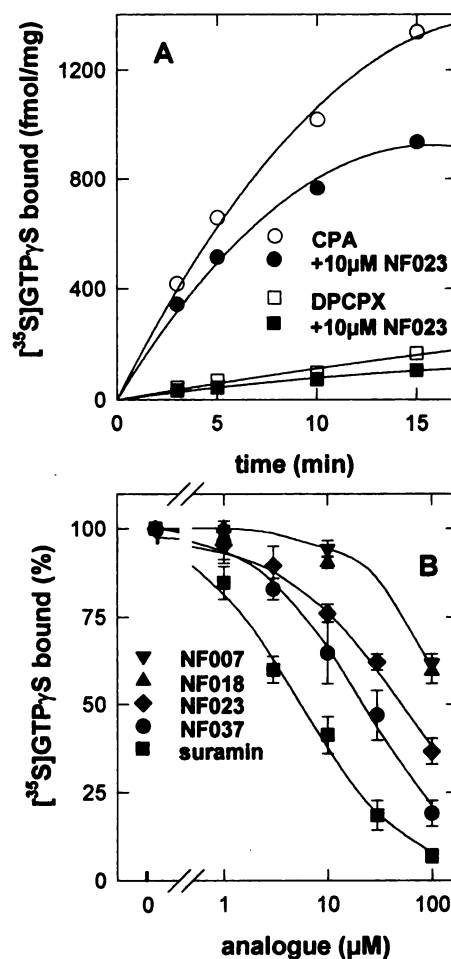 A
[³⁵S]GTPγS bound (fmol/mg)
1200
800
400
0
CPA
+10μM NF023
DPCPX
+10μM NF023
0 5 10 15
time (min)
B
[³⁵S]GTPγS bound (%)
100
75
50
25
0
NF007
NF018
NF023
NF037
suramin
0 1 10 100
analogue (μM)